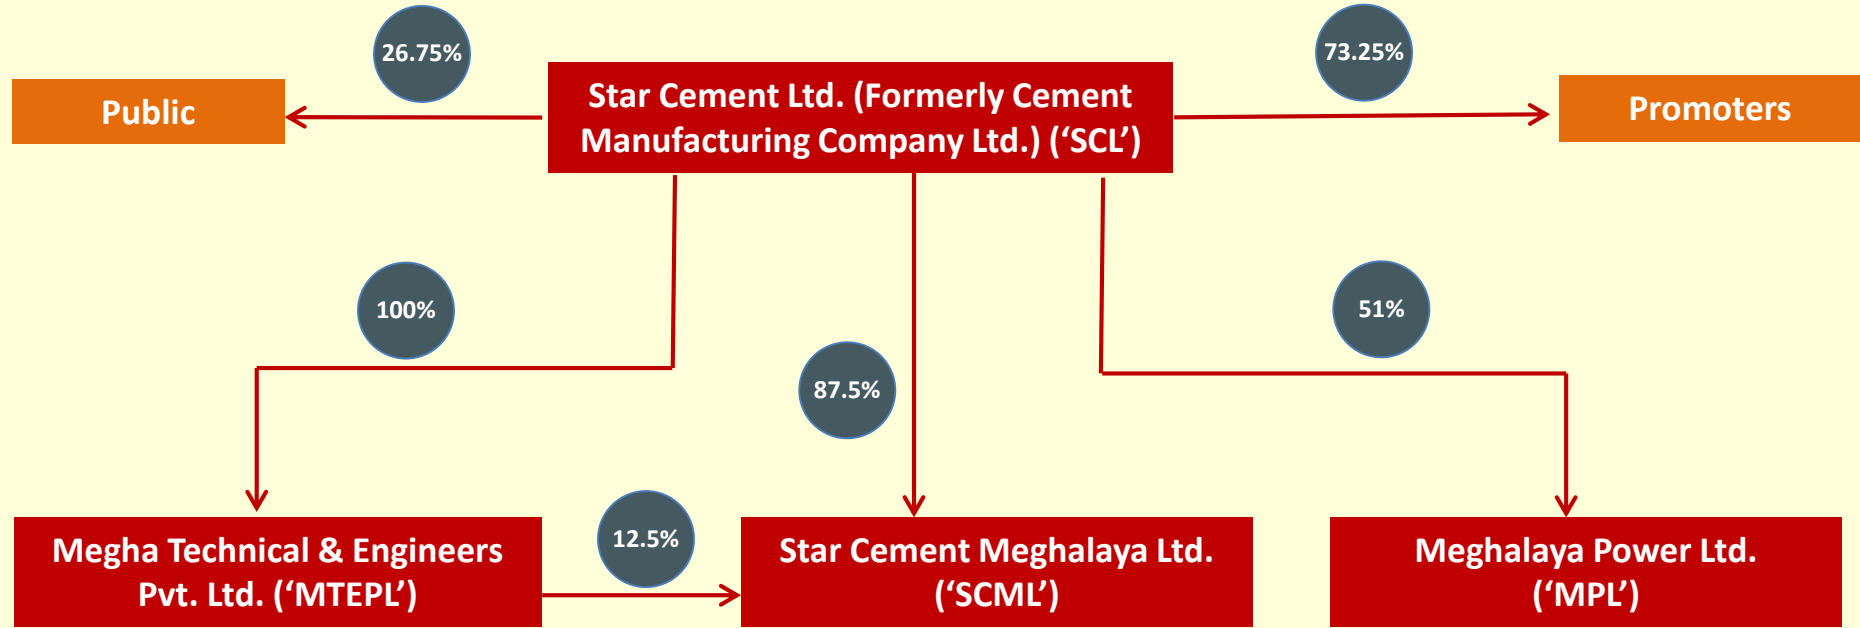 26.75%
73.25%
Public
Star Cement Ltd. (Formerly Cement
Manufacturing Company Ltd.) (‘SCL’)
Promoters
100%
87.5%
51%
12.5%
Megha Technical & Engineers
Pvt. Ltd. (‘MTEPL’)
Star Cement Meghalaya Ltd.
(‘SCML’)
Meghalaya Power Ltd.
(‘MPL’)